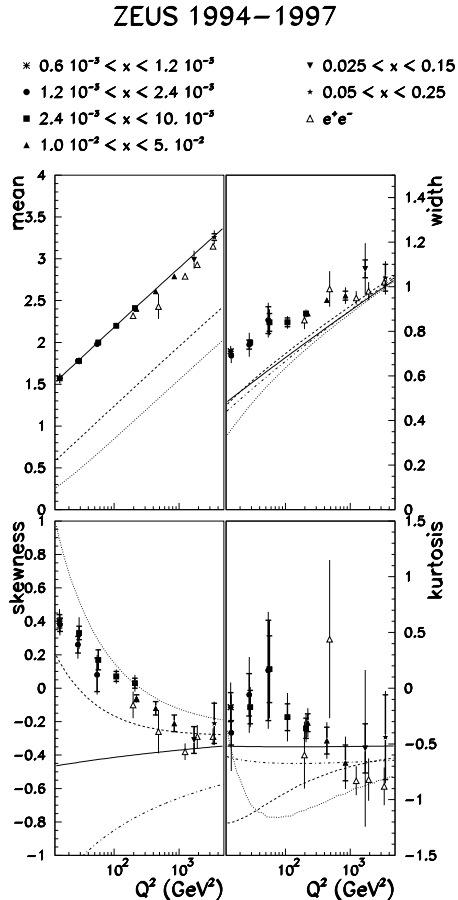 ZEUS 1994-1997
0.6 10⁻³ < x < 1.2 10⁻³
1.2 10⁻³ < x < 2.4 10⁻³
2.4 10⁻³ < x < 10. 10⁻³
1.0 10⁻² < x < 5. 10⁻²
0.025 < x < 0.15
0.05 < x < 0.25
e⁺e⁻
mean
4
3.5
3
2.5
2
1.5
1
0.5
0
width
1.4
1.2
1
0.8
0.6
0.4
0.2
0
skewness
1
0.8
0.6
0.4
0.2
0
-0.2
-0.4
-0.6
-0.8
-1
kurtosis
1.5
1
0.5
0
-0.5
-1
-1.5
10² 10³
10² 10³
Q² (GeV²)
Q² (GeV²)